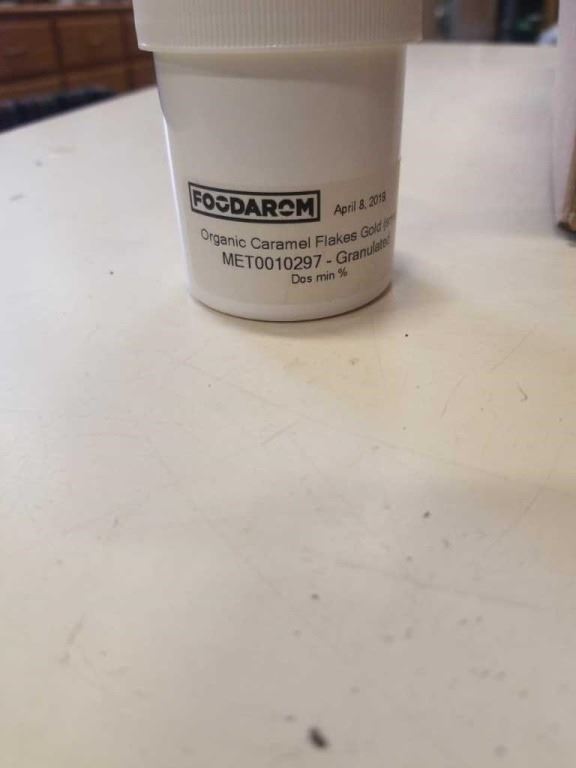 FOODAROM April 8, 2019
Organic Caramel Flakes Gold
MET0010297 - Granulated
Dos min %